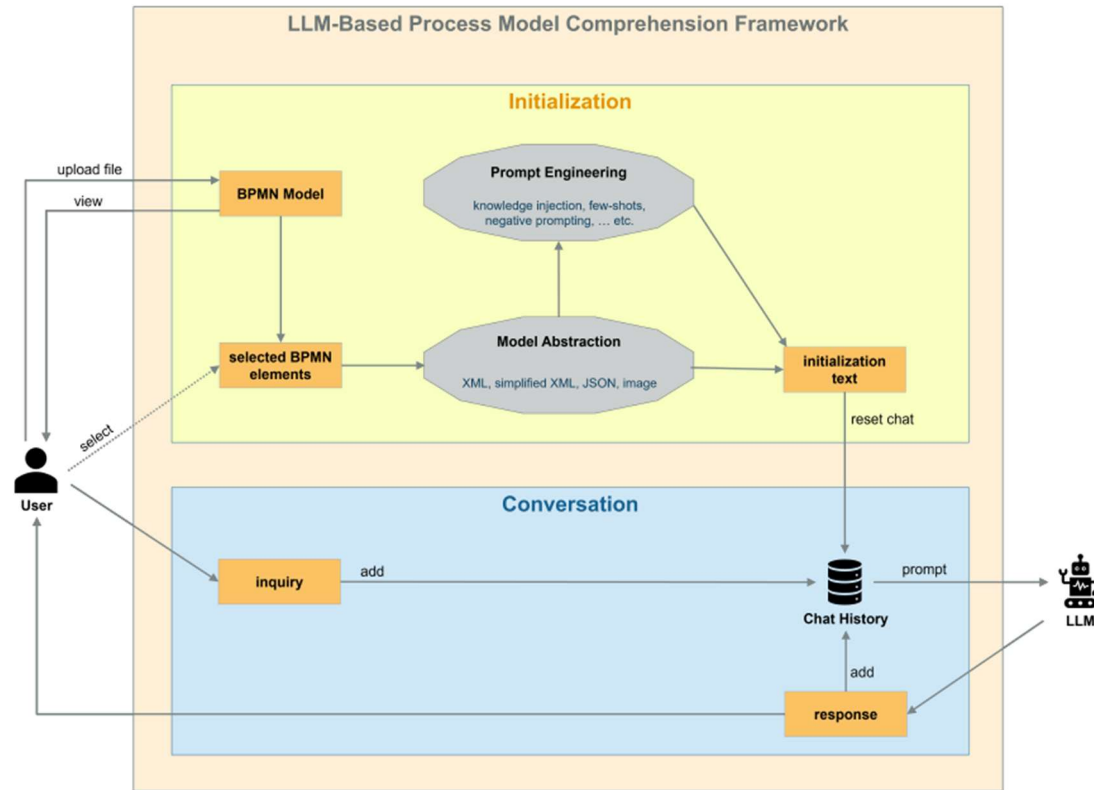 LLM-Based Process Model Comprehension Framework
Initialization
upload file
BPMN Model
view
Prompt Engineering
knowledge injection, few-shots,
negative prompting, ... etc.
selected BPMN
elements
Model Abstraction
XML, simplified XML, JSON, image
initialization
text
select
reset chat
User
Conversation
inquiry
add
Chat History
prompt
LLM
add
response